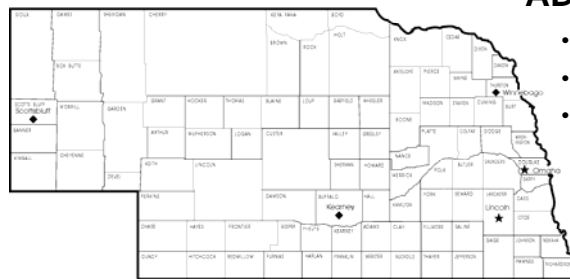 AD
SIOUX DAWES SHERIDAN CHERRY KEYA PAHA BOYD
BROWN ROCK HOLT KNOX CEDAR DIXON
DAKOTA
BOX BUTTE ANTELOPE PIERCE WAYNE THURSTON
Winnebago
SCOTTS BLUFF MORRILL GARDEN GRANT HOOKER THOMAS BLAINE LOUP GARFIELD WHEELER MADISON STANTON CUMING BURT
Scottsbluff
BANNER BOONE
ARTHUR MCPHERSON LOGAN CUSTER VALLEY GREELEY PLATTE COLFAX DODGE
KIMBALL CHEYENNE KEITH LINCOLN NANCE
DEUEL SHERMAN HOWARD MERRICK POLK BUTLER SAUNDERS DOUGLAS
Omaha
SARPY
PERKINS DAWSON BUFFALO HALL HAMILTON YORK SEWARD LANCASTER CASS
Kearney Lincoln
OTOE
CHASE HAYES FRONTIER GOSPER PHELPS KEARNEY ADAMS CLAY FILLMORE SALINE
GAGE JOHNSON NEMAHA
DUNDY HITCHCOCK REDWILLOW FURNAS HARLAN FRANKLIN WEBSTER NUCKOLLS THAYER JEFFERSON PAWNEE RICHARDSON